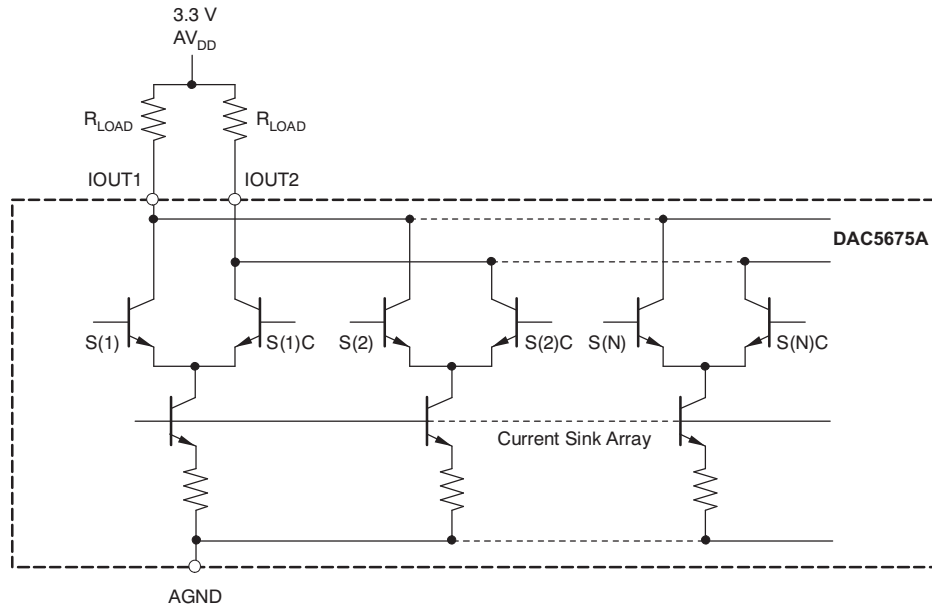 3.3 V
AV_DD
R_LOAD
R_LOAD
IOUT1
IOUT2
DAC5675A
S(1)
S(1)C
S(2)
S(2)C
S(N)
S(N)C
Current Sink Array
AGND